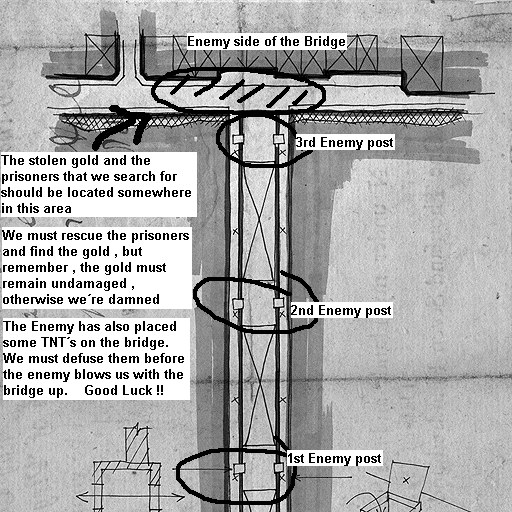 Enemy side of the Bridge
3rd Enemy post
The stolen gold and the
prisoners that we search for
should be located somewhere
in this area
We must rescue the prisoners
and find the gold , but
remember , the gold must
remain undamaged ,
otherwise we´re damned
2nd Enemy post
The Enemy has also placed
some TNT´s on the bridge.
We must defuse them before
the enemy blows us with the
bridge up. Good Luck !!
1st Enemy post